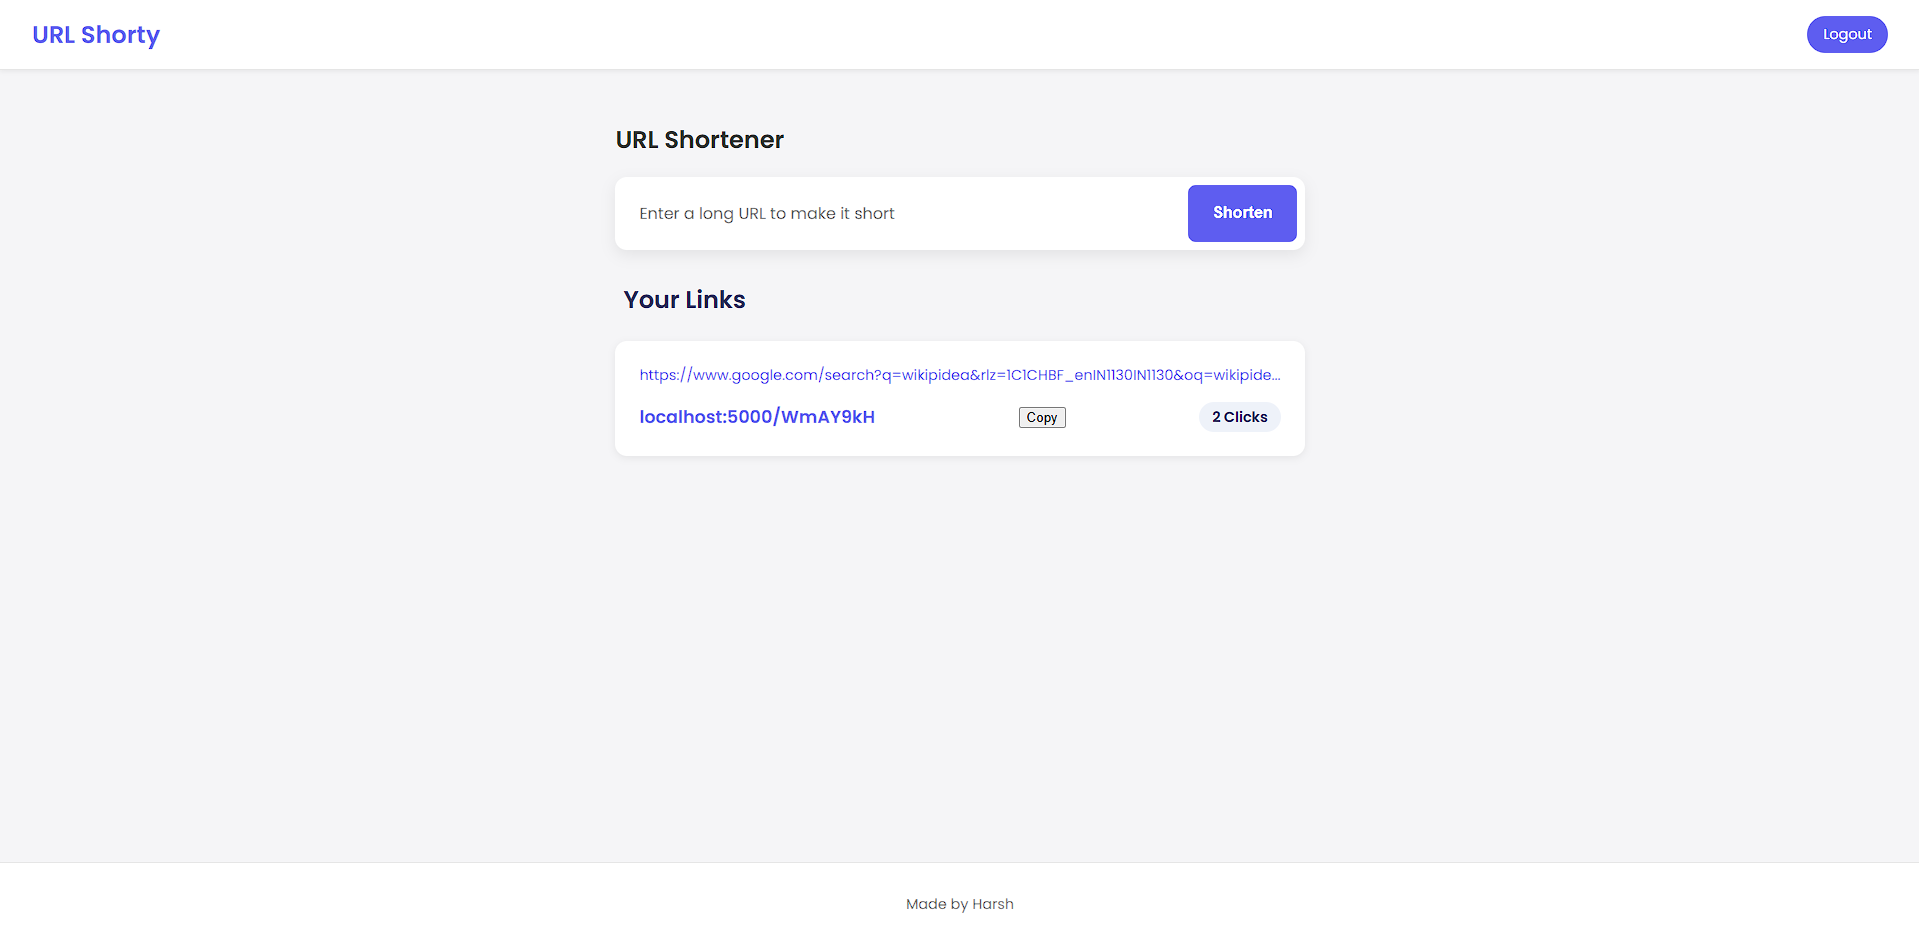 URL Shorty
Logout
URL Shortener
Enter a long URL to make it short
Shorten
Your Links
https://www.google.com/search?q=wikipidea&rlz=1C1CHBF_enIN1130IN1130&oq=wikipide...
localhost:5000/WmAY9kH
Copy
2 Clicks
Made by Harsh